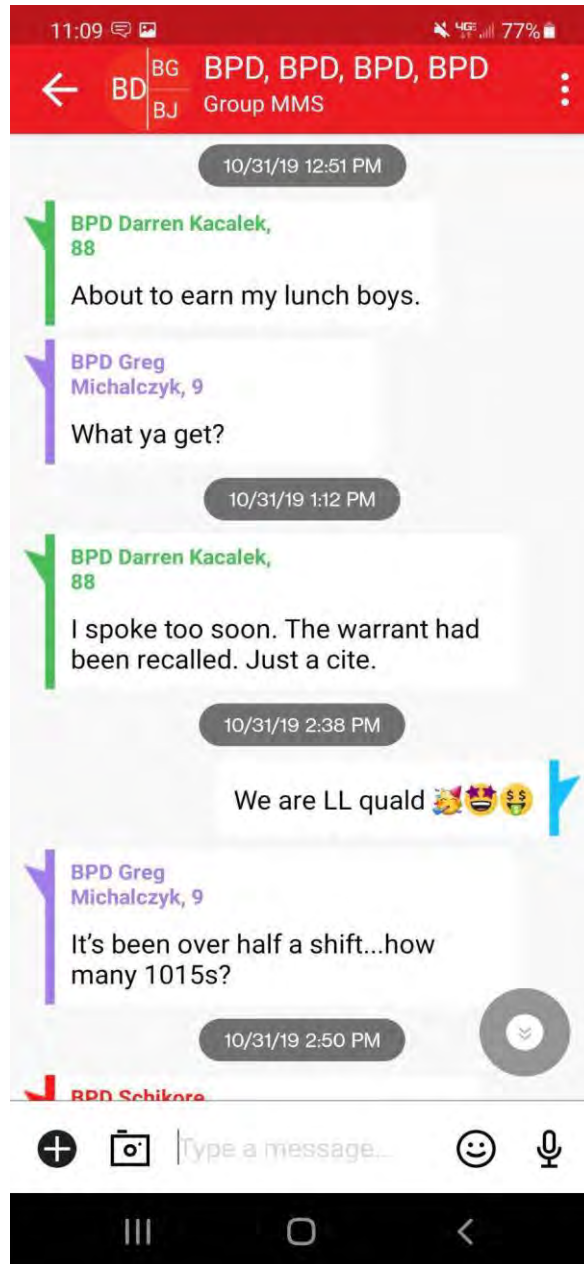 11:09 4GE 77%
BD BG BJ BPD, BPD, BPD, BPD
Group MMS
10/31/19 12:51 PM
BPD Darren Kacalek,
88
About to earn my lunch boys.
BPD Greg
Michalczyk, 9
What ya get?
10/31/19 1:12 PM
BPD Darren Kacalek,
88
I spoke too soon. The warrant had
been recalled. Just a cite.
10/31/19 2:38 PM
We are LL quald 🥳🤩🤑
BPD Greg
Michalczyk, 9
It's been over half a shift...how
many 1015s?
10/31/19 2:50 PM
BPD Schikore
Type a message...